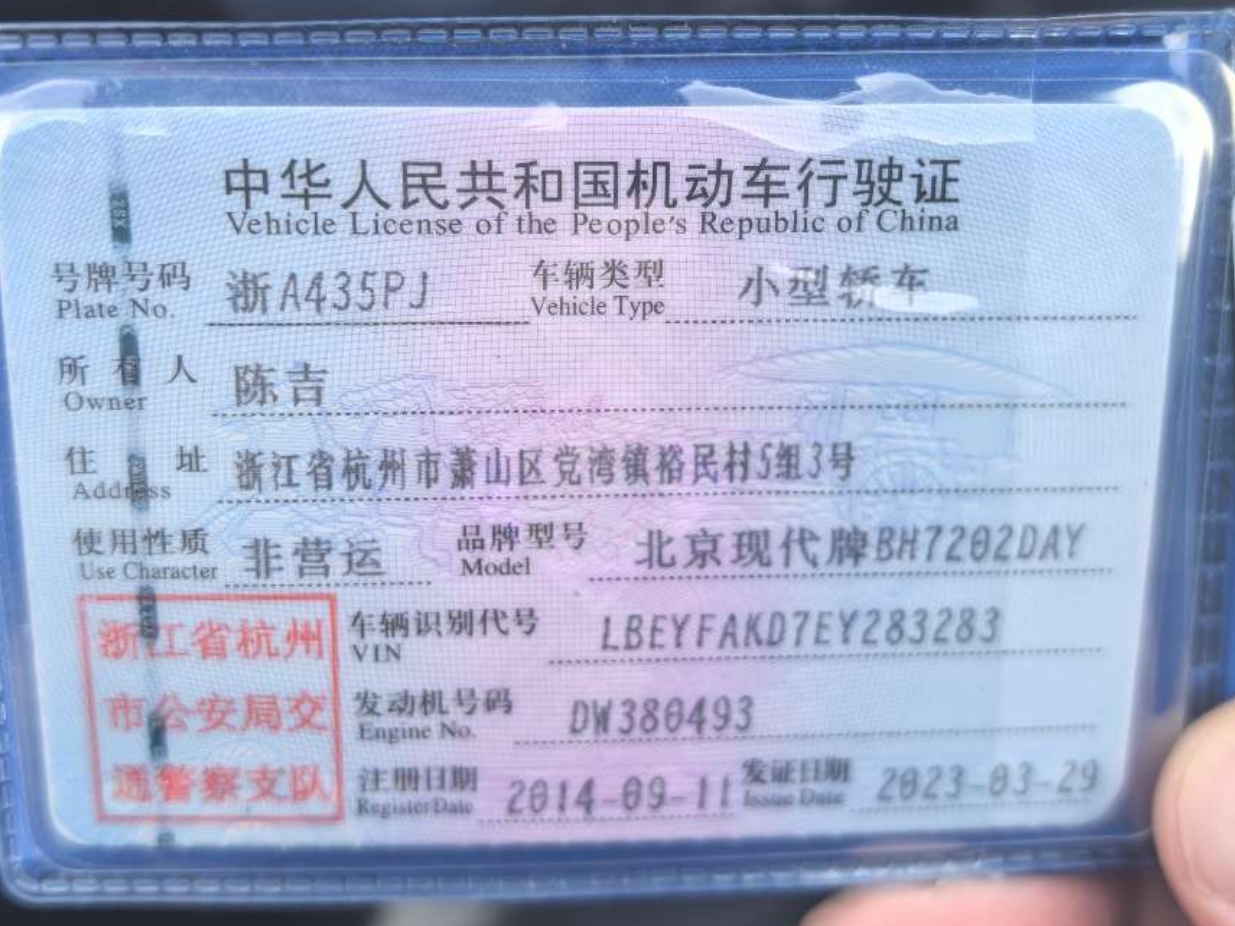 中华人民共和国机动车行驶证
Vehicle License of the People's Republic of China
号牌号码 浙A435PJ 车辆类型 小型轿车
Plate No. Vehicle Type
所有人 陈吉
Owner
住址 浙江省杭州市萧山区党湾镇裕民村5组3号
Address
使用性质 非营运 品牌型号 北京现代牌BH7202DAY
Use Character Model
浙江省杭州 车辆识别代号 LBEYFAKD7EY283283
VIN
市公安局交 发动机号码 DW380493
Engine No.
通警察支队 注册日期 2014-09-11 发证日期 2023-03-29
Register Date Issue Date